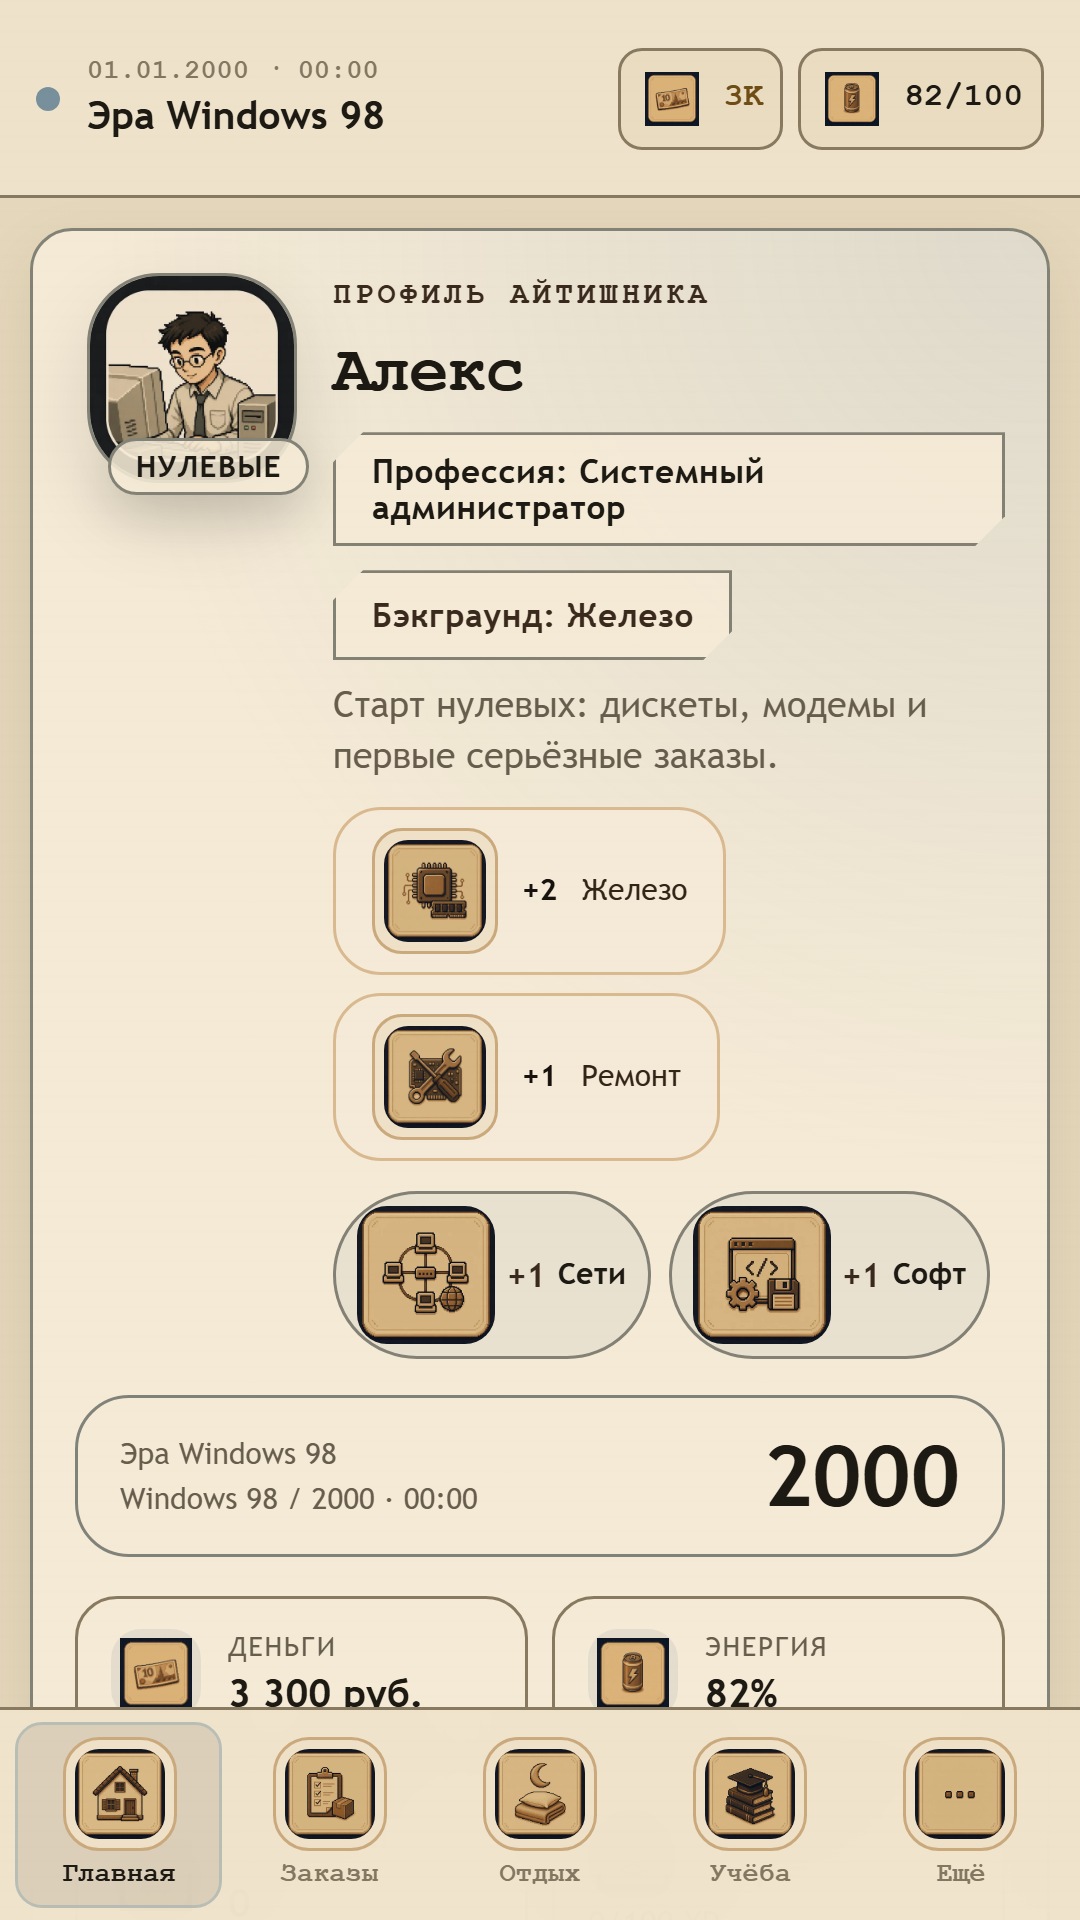 01.01.2000 · 00:00
Эра Windows 98
3K
82/100
ПРОФИЛЬ АЙТИШНИКА
Алекс
НУЛЕВЫЕ
Профессия: Системный
администратор
Бэкграунд: Железо
Старт нулевых: дискеты, модемы и
первые серьёзные заказы.
+2 Железо
+1 Ремонт
+1 Сети
+1 Софт
Эра Windows 98
Windows 98 / 2000 · 00:00
2000
ДЕНЬГИ
3 300 руб.
ЭНЕРГИЯ
82%
Главная
Заказы
Отдых
Учёба
Ещё